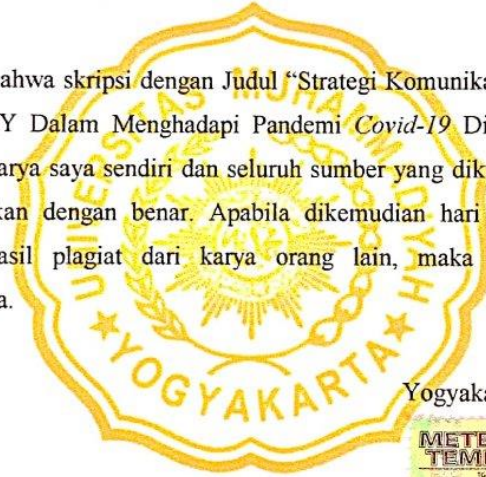 ahwa skripsi dengan Judul “Strategi Komunika
Y Dalam Menghadapi Pandemi Covid-19 Di
arya saya sendiri dan seluruh sumber yang dik
kan dengan benar. Apabila dikemudian hari
asil plagiat dari karya orang lain, maka
a.
UNIVERSITAS MUHAMMADIYAH
YOGYAKARTA
Yogyaka
METE
TEMP